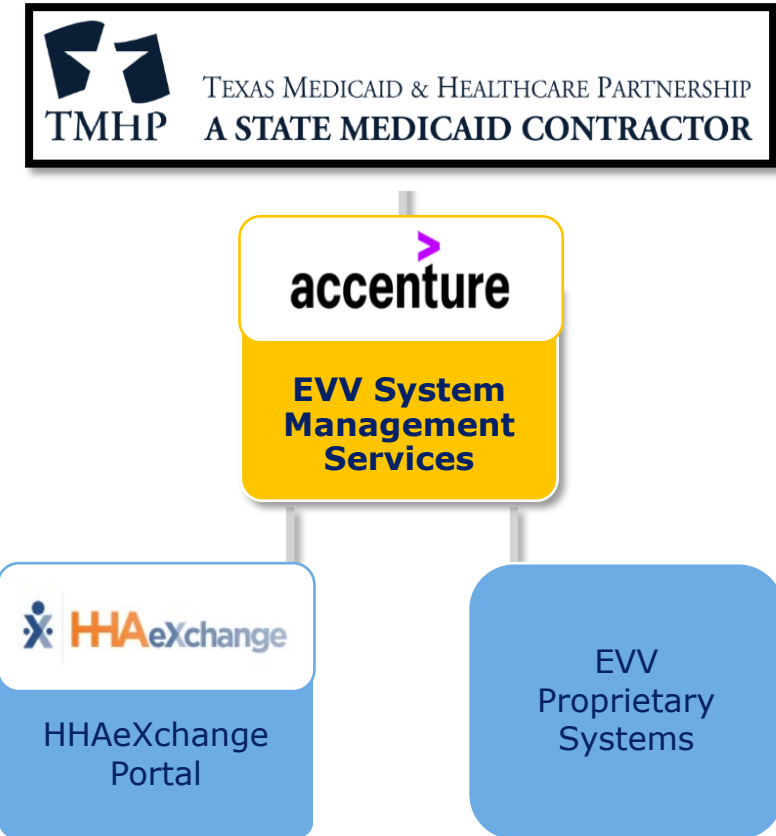 TEXAS MEDICAID & HEALTHCARE PARTNERSHIP
TMHP A STATE MEDICAID CONTRACTOR
>
accenture
EVV System
Management
Services
HHAeXchange
HHAeXchange
Portal
EVV
Proprietary
Systems